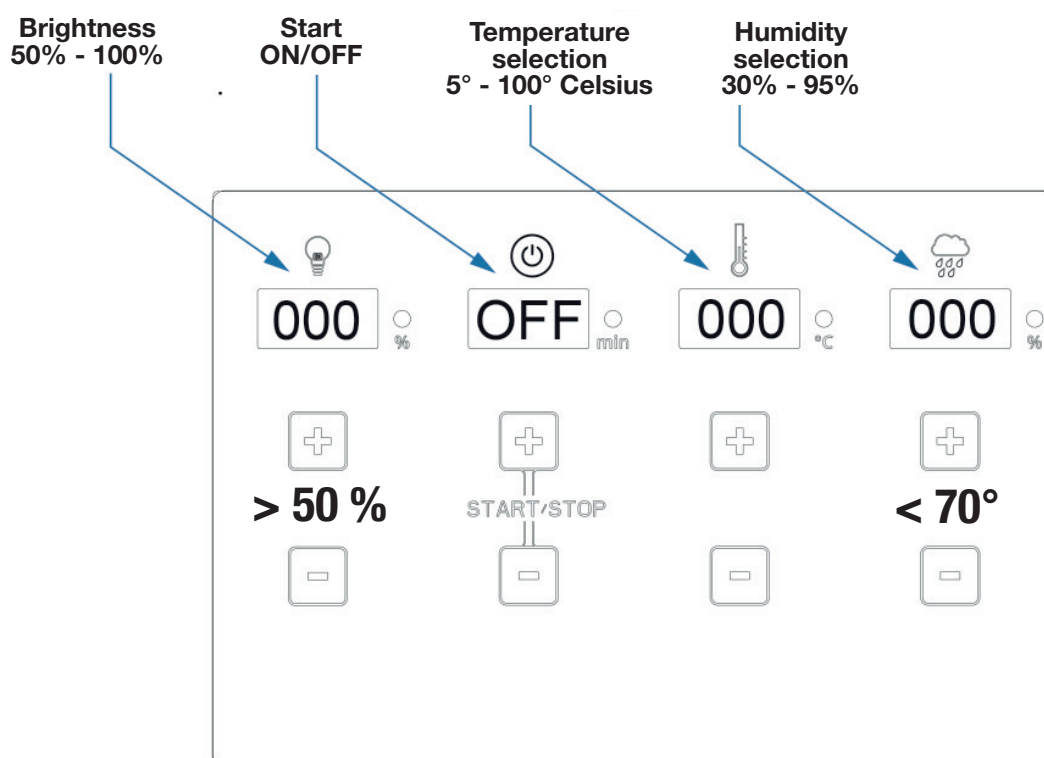 Brightness
50% - 100%
Start
ON/OFF
Temperature
selection
5° - 100° Celsius
Humidity
selection
30% - 95%
000
%
OFF
min
000
°C
000
%
> 50 %
START/STOP
< 70°